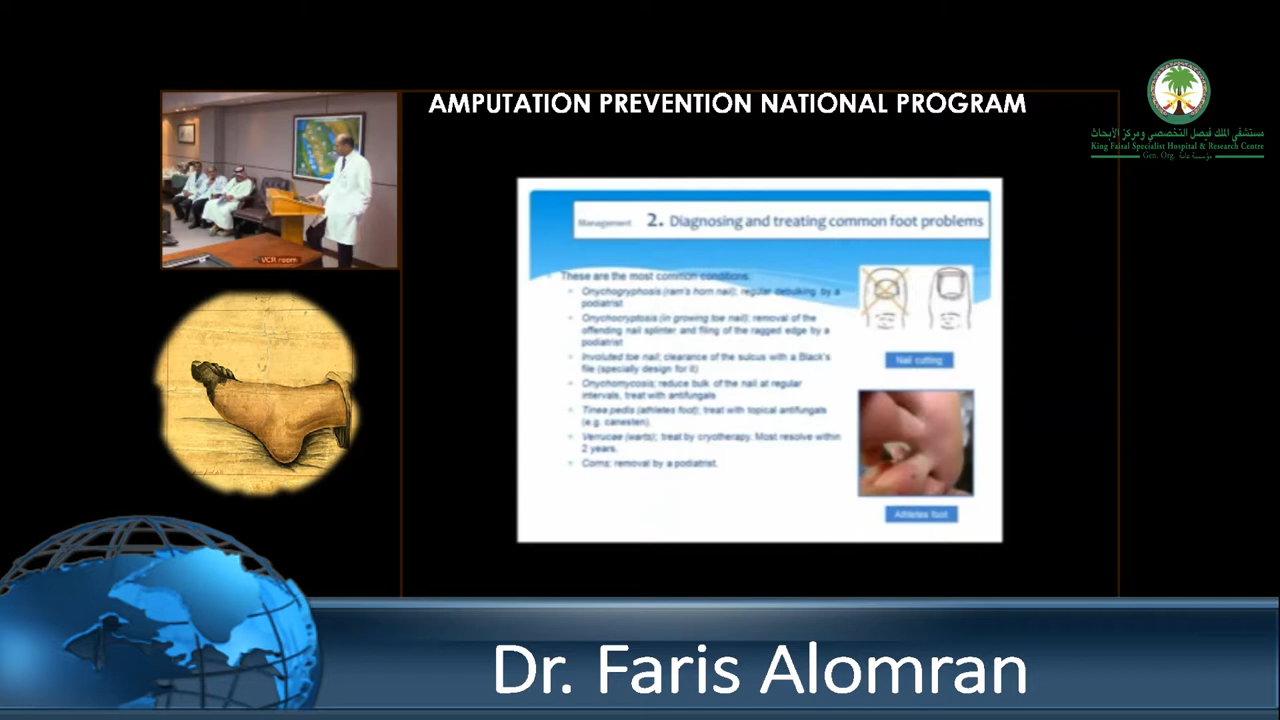 AMPUTATION PREVENTION NATIONAL PROGRAM
مستشفى الملك فيصل التخصصي ومركز الأبحاث
King Faisal Specialist Hospital & Research Centre
Gen. Org. مؤسسة عامة
VCR room
Management 2. Diagnosing and treating common foot problems
These are the most common conditions:
Onychogryphosis (ram's horn nail); regular debulking by a
podiatrist
Onychocryptosis (in growing toe nail); removal of the
offending nail splinter and filing of the ragged edge by a
podiatrist
Involuted toe nail; clearance of the sulcus with a Black's
file (specially design for it)
Onychomycosis; reduce bulk of the nail at regular
intervals, treat with antifungals
Tinea pedis (athletes foot); treat with topical antifungals
(e.g. canesten).
Verrucae (warts); treat by cryotherapy. Most resolve within
2 years.
Corns; removal by a podiatrist.
Nail cutting
Athletes foot
Dr. Faris Alomran